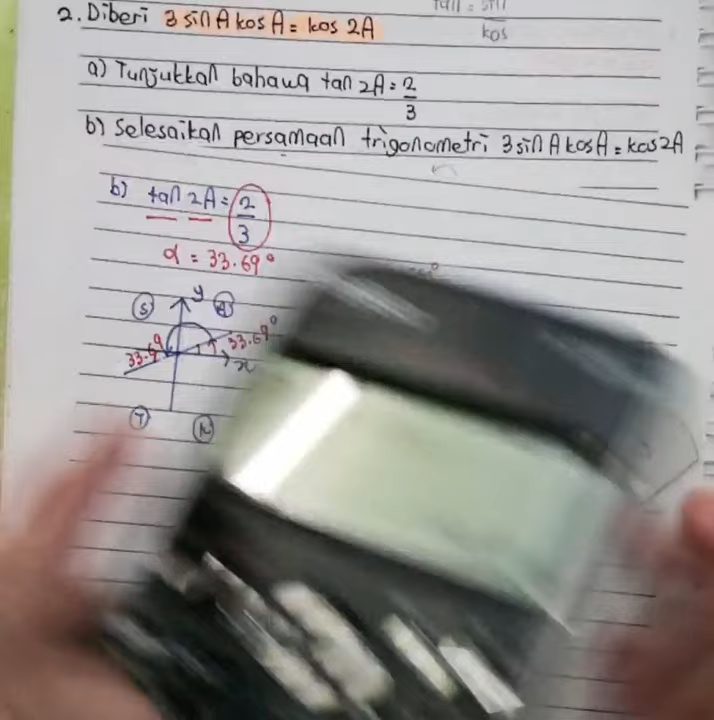 kos
2. Diberi 3 sin A kos A = kos 2A
a) Tunjukkan bahawa tan 2A = 2/3
b) Selesaikan persamaan trigonometri 3 sin A kos A = kos 2A
b) tan 2A = 2/3
α = 33.69°
S y A
33.69 33.69°
x
T K